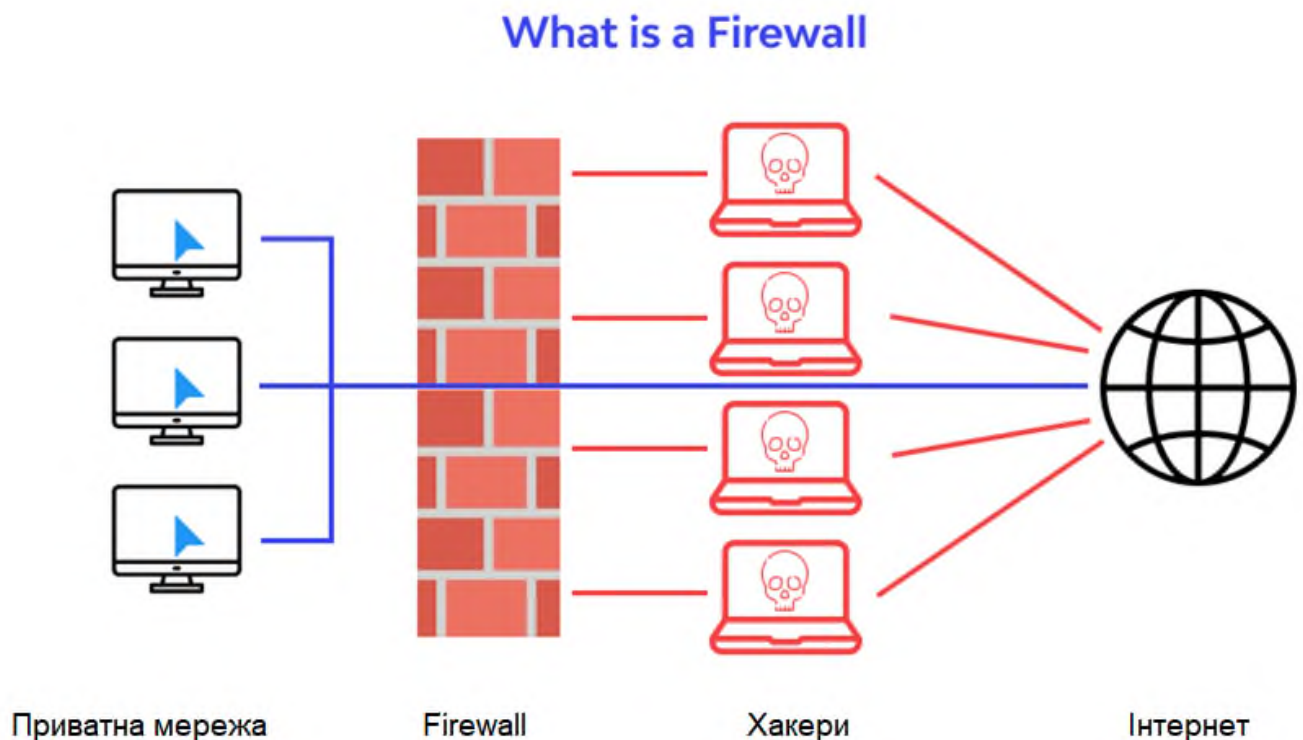 What is a Firewall
Приватна мережа
Firewall
Хакери
Інтернет